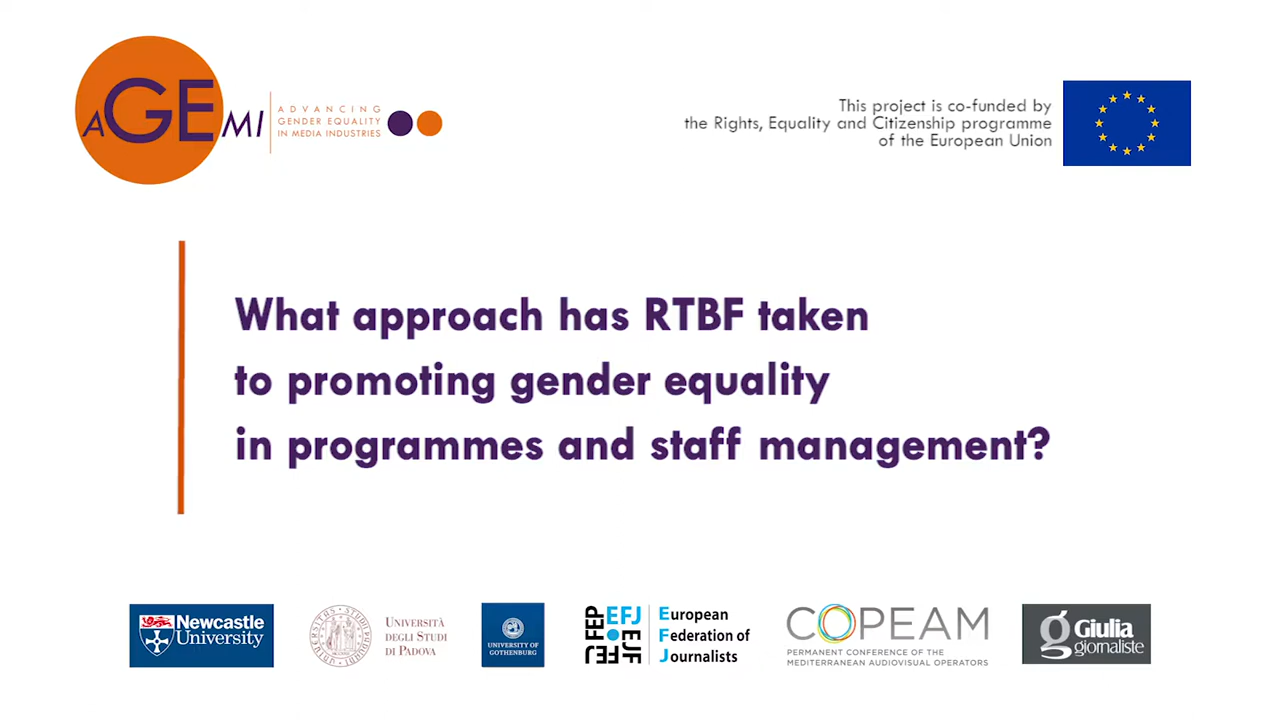 AGEMI
ADVANCING
GENDER EQUALITY
IN MEDIA INDUSTRIES
This project is co-funded by
the Rights, Equality and Citizenship programme
of the European Union
What approach has RTBF taken
to promoting gender equality
in programmes and staff management?
Newcastle
University
UNIVERSITÀ
DEGLI STUDI
DI PADOVA
UNIVERSITY OF
GOTHENBURG
FEP EFJ
EJF FEJ
European
Federation of
Journalists
COPEAM
PERMANENT CONFERENCE OF THE
MEDITERRANEAN AUDIOVISUAL OPERATORS
g Giulia
giornaliste